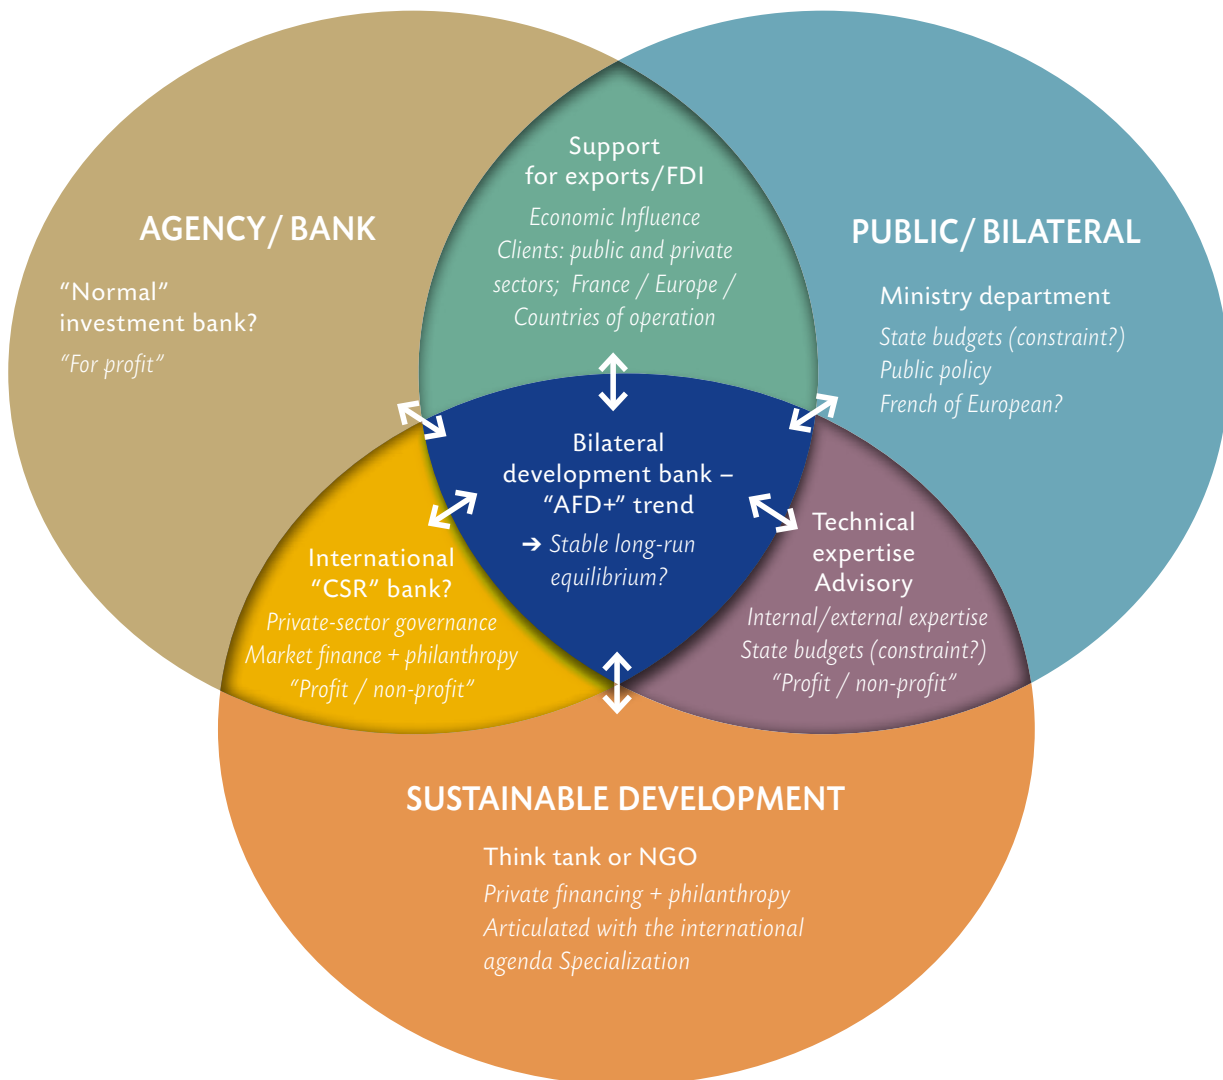 Support
for exports/FDI
Economic Influence
Clients: public and private
sectors; France / Europe /
Countries of operation
AGENCY/ BANK
"Normal"
investment bank?
"For profit"
PUBLIC/ BILATERAL
Ministry department
State budgets (constraint?)
Public policy
French of European?
Bilateral
development bank –
"AFD+" trend
➔ Stable long-run
equilibrium?
International
"CSR" bank?
Private-sector governance
Market finance + philanthropy
"Profit / non-profit"
Technical
expertise
Advisory
Internal/external expertise
State budgets (constraint?)
"Profit / non-profit"
SUSTAINABLE DEVELOPMENT
Think tank or NGO
Private financing + philanthropy
Articulated with the international
agenda Specialization